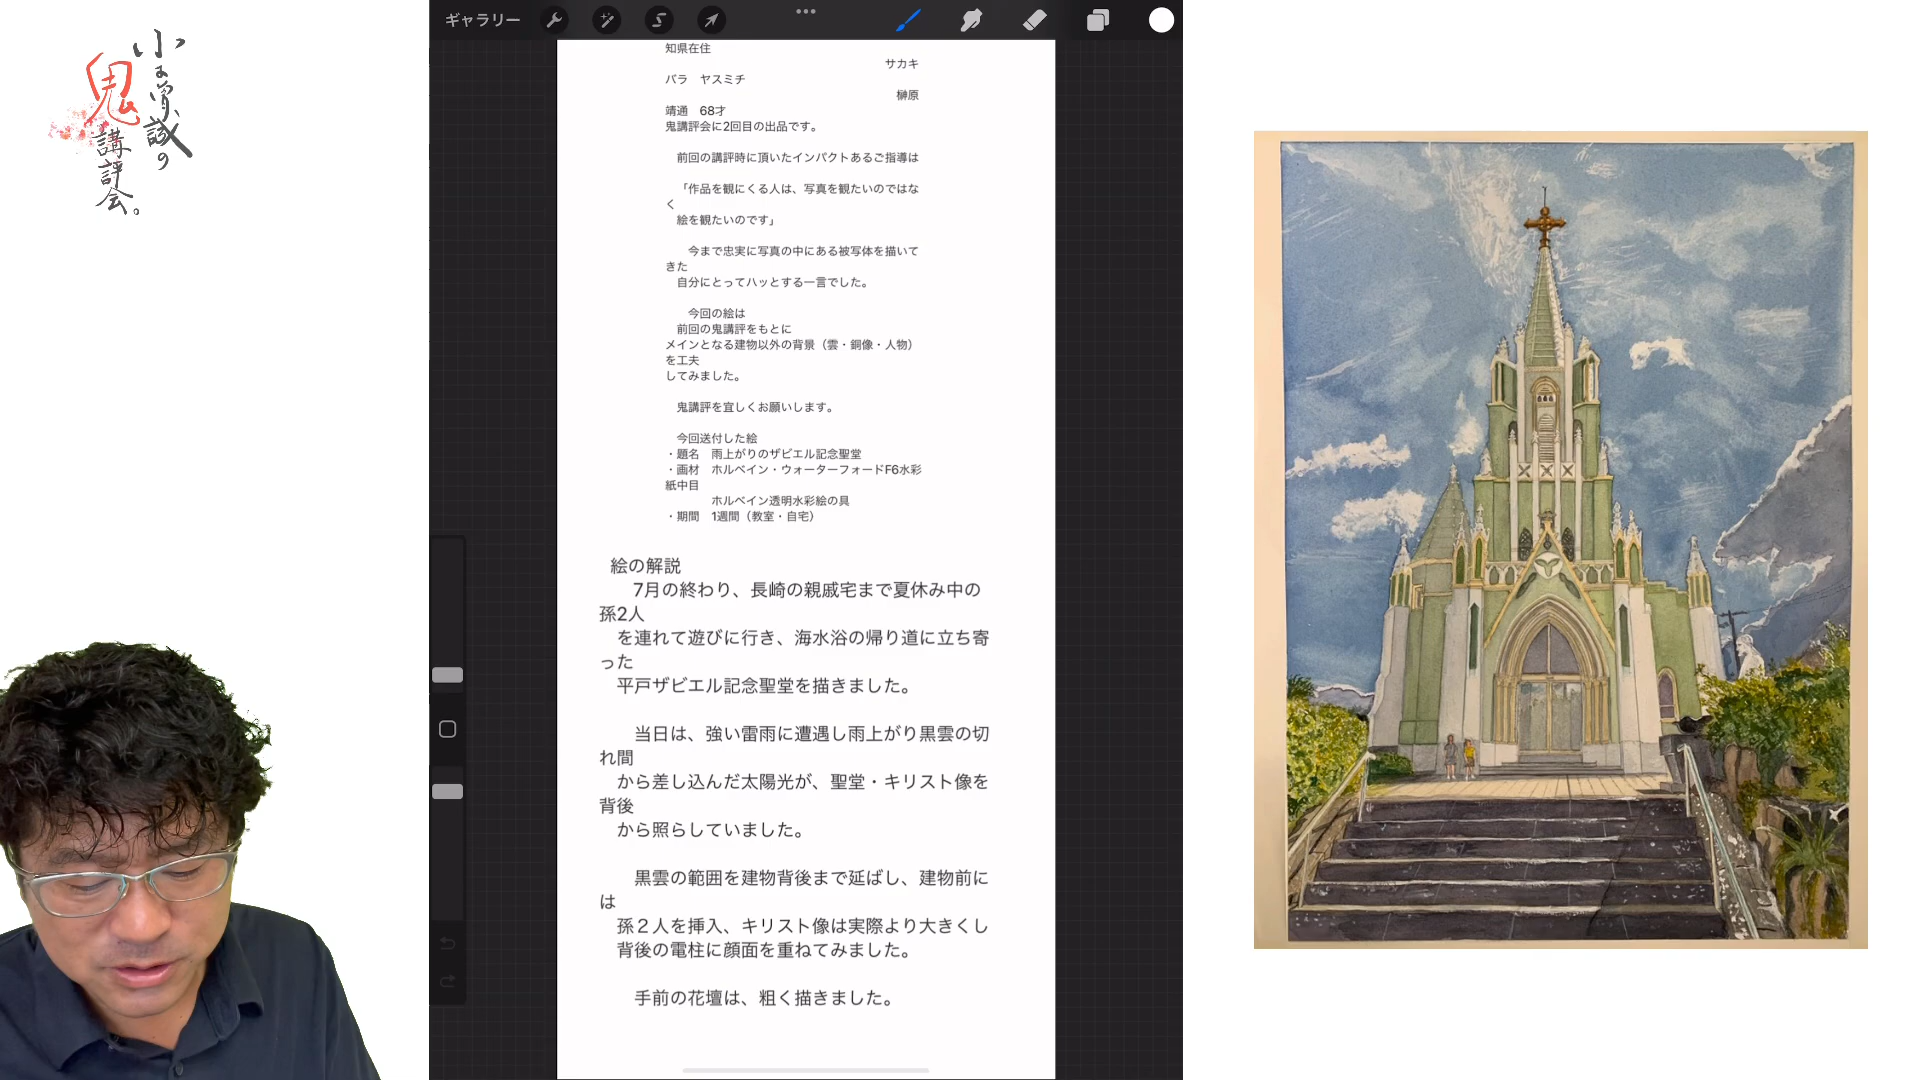 小笠原誠の
鬼講評会。
ギャラリー
知県在住
サカキ
バラ　ヤスミチ
榊原
靖通　68才
鬼講評会に2回目の出品です。
前回の講評時に頂いたインパクトあるご指導は
「作品を観にくる人は、写真を観たいのではな
く
絵を観たいのです」
今まで忠実に写真の中にある被写体を描いて
きた
自分にとってハッとする一言でした。
今回の絵は
前回の鬼講評をもとに
メインとなる建物以外の背景（雲・銅像・人物）
を工夫
してみました。
鬼講評を宜しくお願いします。
今回送付した絵
・題名　雨上がりのザビエル記念聖堂
・画材　ホルベイン・ウォーターフォードF6水彩
紙中目
ホルベイン透明水彩絵の具
・期間　1週間（教室・自宅）
絵の解説
7月の終わり、長崎の親戚宅まで夏休み中の
孫2人
を連れて遊びに行き、海水浴の帰り道に立ち寄
った
平戸ザビエル記念聖堂を描きました。
当日は、強い雷雨に遭遇し雨上がり黒雲の切
れ間
から差し込んだ太陽光が、聖堂・キリスト像を
背後
から照らしていました。
黒雲の範囲を建物背後まで延ばし、建物前に
は
孫２人を挿入、キリスト像は実際より大きくし
背後の電柱に顔面を重ねてみました。
手前の花壇は、粗く描きました。